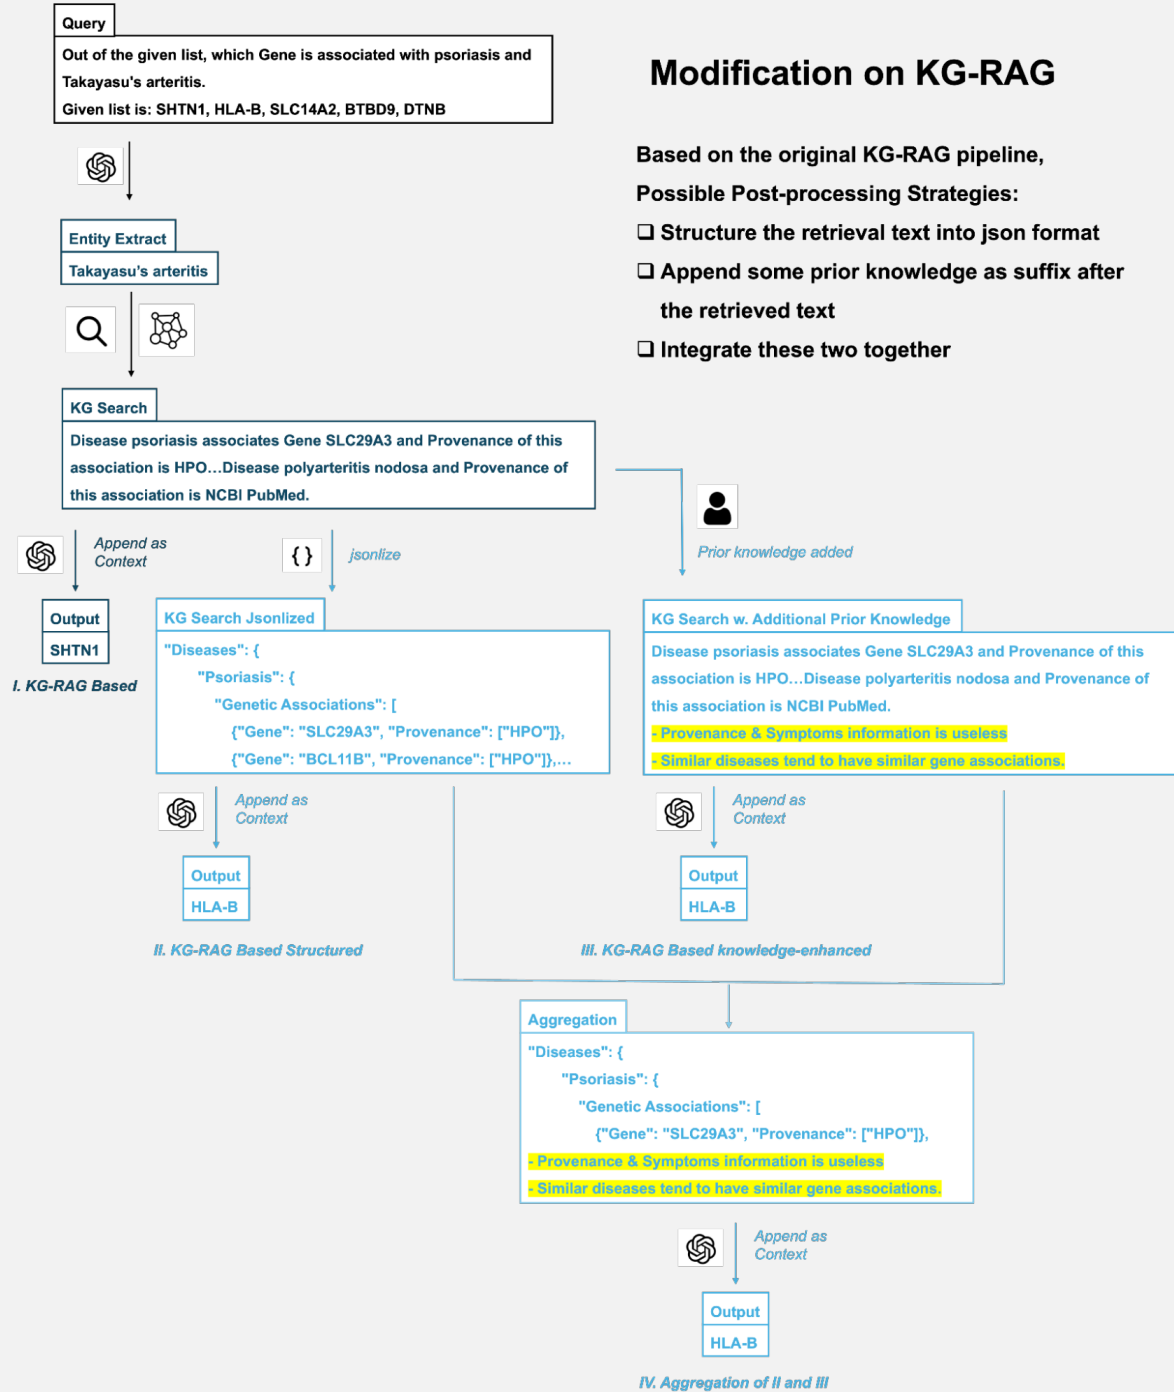 Query
Out of the given list, which Gene is associated with psoriasis and
Takayasu's arteritis.
Given list is: SHTN1, HLA-B, SLC14A2, BTBD9, DTNB
Modification on KG-RAG
Based on the original KG-RAG pipeline,
Possible Post-processing Strategies:
❑ Structure the retrieval text into json format
❑ Append some prior knowledge as suffix after
the retrieved text
❑ Integrate these two together
Entity Extract
Takayasu's arteritis
KG Search
Disease psoriasis associates Gene SLC29A3 and Provenance of this
association is HPO...Disease polyarteritis nodosa and Provenance of
this association is NCBI PubMed.
Append as
Context
{ }
jsonlize
Prior knowledge added
Output
SHTN1
I. KG-RAG Based
KG Search Jsonlized
"Diseases": {
"Psoriasis": {
"Genetic Associations": [
{"Gene": "SLC29A3", "Provenance": ["HPO"]},
{"Gene": "BCL11B", "Provenance": ["HPO"]},...
KG Search w. Additional Prior Knowledge
Disease psoriasis associates Gene SLC29A3 and Provenance of this
association is HPO...Disease polyarteritis nodosa and Provenance of
this association is NCBI PubMed.
- Provenance & Symptoms information is useless
- Similar diseases tend to have similar gene associations.
Append as
Context
Output
HLA-B
II. KG-RAG Based Structured
Append as
Context
Output
HLA-B
III. KG-RAG Based knowledge-enhanced
Aggregation
"Diseases": {
"Psoriasis": {
"Genetic Associations": [
{"Gene": "SLC29A3", "Provenance": ["HPO"]},
- Provenance & Symptoms information is useless
- Similar diseases tend to have similar gene associations.
Append as
Context
Output
HLA-B
IV. Aggregation of II and III